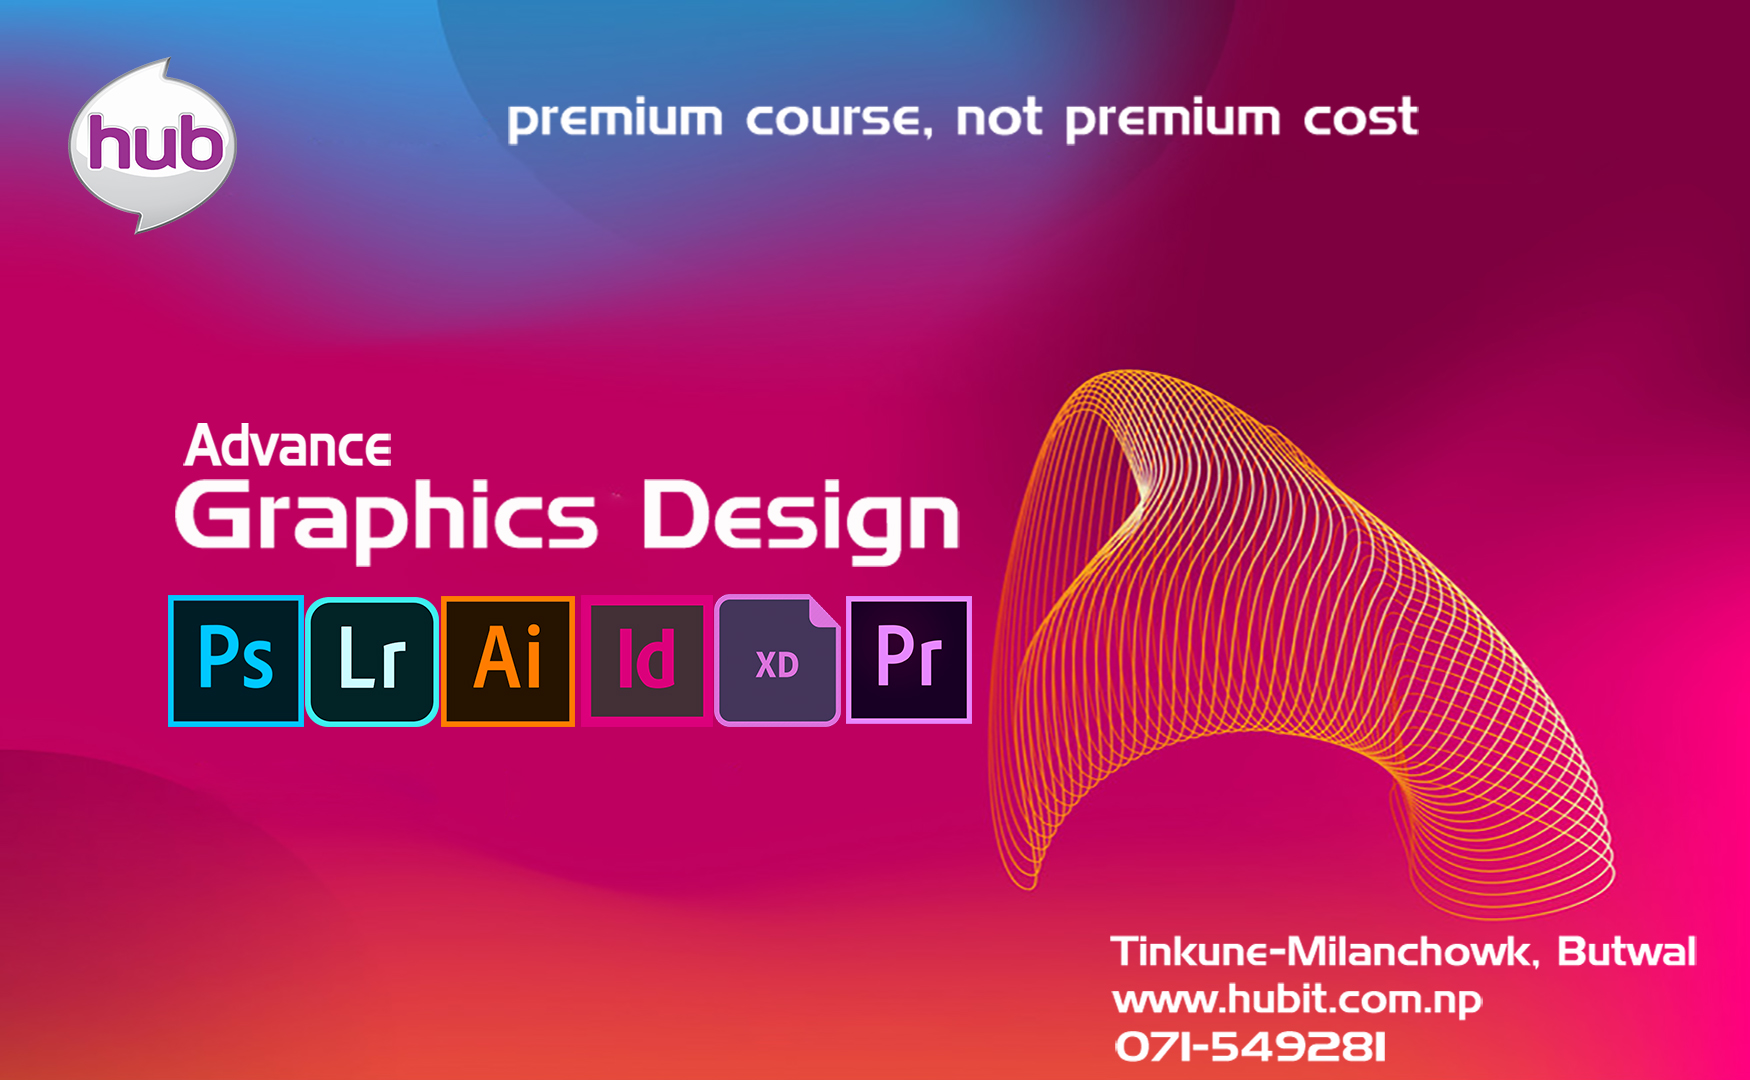 hub
premium course, not premium cost
Advance
Graphics Design
Ps Lr Ai Id XD Pr
Tinkune-Milanchowk, Butwal
www.hubit.com.np
071-549281